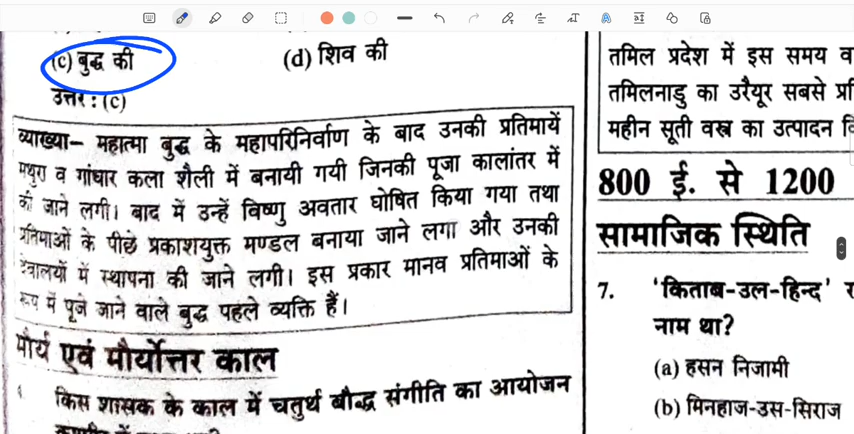 (c) बुद्ध की
(d) शिव की
उत्तर : (c)
व्याख्या– महात्मा बुद्ध के महापरिनिर्वाण के बाद उनकी प्रतिमायें
मथुरा व गांधार कला शैली में बनायी गयी जिनकी पूजा कालांतर में
की जाने लगी। बाद में उन्हें विष्णु अवतार घोषित किया गया तथा
प्रतिमाओं के पीछे प्रकाशयुक्त मण्डल बनाया जाने लगा और उनकी
देवालयों में स्थापना की जाने लगी। इस प्रकार मानव प्रतिमाओं के
रूप में पूजे जाने वाले बुद्ध पहले व्यक्ति हैं।
मौर्य एवं मौर्योत्तर काल
किस शासक के काल में चतुर्थ बौद्ध संगीति का आयोजन
तमिल प्रदेश में इस समय
तमिलनाडु का उरैयूर सबसे
महीन सूती वस्त्र का उत्पादन
800 ई. से 1200
सामाजिक स्थिति
7. 'किताब-उल-हिन्द'
नाम था?
(a) हसन निजामी
(b) मिनहाज-उस-सिराज